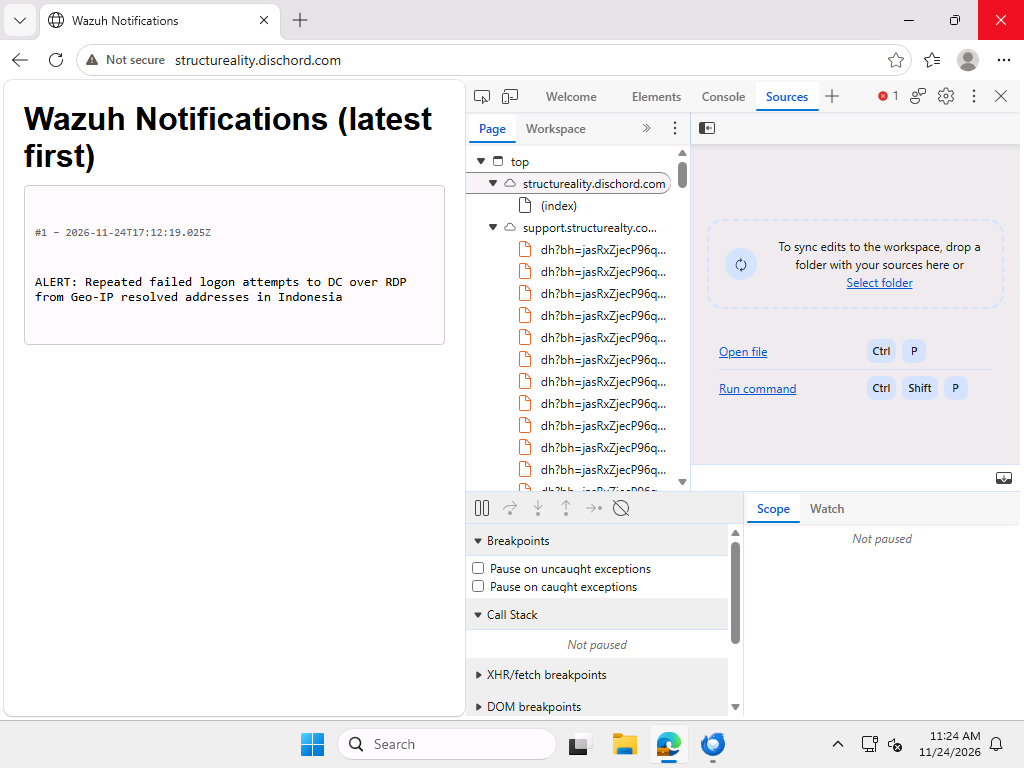 Wazuh Notifications
Not secure structureality.dischord.com
Wazuh Notifications (latest
first)
#1 - 2026-11-24T17:12:19.025Z
ALERT: Repeated failed logon attempts to DC over RDP
from Geo-IP resolved addresses in Indonesia
Welcome Elements Console Sources 1
Page Workspace
top
structureality.dischord.com
(index)
support.structurealty.co...
dh?bh=jasRxZjecP96q...
dh?bh=jasRxZjecP96q...
dh?bh=jasRxZjecP96q...
dh?bh=jasRxZjecP96q...
dh?bh=jasRxZjecP96q...
dh?bh=jasRxZjecP96q...
dh?bh=jasRxZjecP96q...
dh?bh=jasRxZjecP96q...
dh?bh=jasRxZjecP96q...
dh?bh=jasRxZjecP96q...
dh?bh=jasRxZjecP96q...
To sync edits to the workspace, drop a
folder with your sources here or
Select folder
Open file Ctrl P
Run command Ctrl Shift P
Breakpoints
Pause on uncaught exceptions
Pause on caught exceptions
Call Stack
Not paused
XHR/fetch breakpoints
DOM breakpoints
Scope Watch
Not paused
Search
11:24 AM
11/24/2026